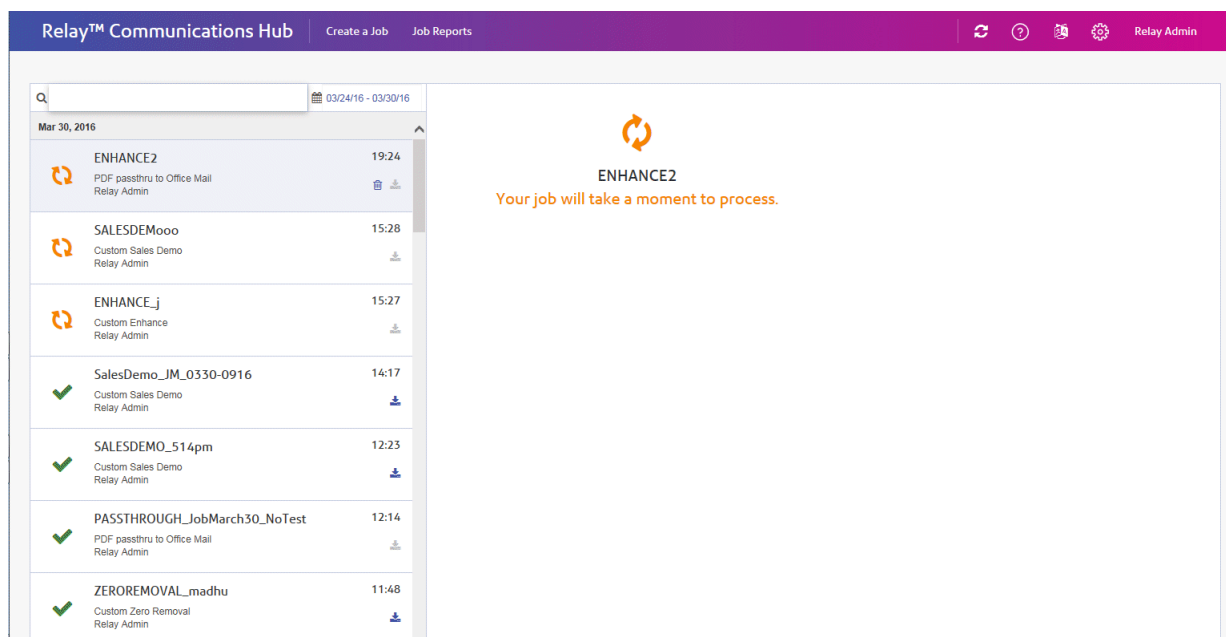 Relay™ Communications Hub
Create a Job
Job Reports
Relay Admin
03/24/16 - 03/30/16
Mar 30, 2016
ENHANCE2
19:24
PDF passthru to Office Mail
Relay Admin
SALESDEMooo
15:28
Custom Sales Demo
Relay Admin
ENHANCE_j
15:27
Custom Enhance
Relay Admin
SalesDemo_JM_0330-0916
14:17
Custom Sales Demo
Relay Admin
SALESDEMO_514pm
12:23
Custom Sales Demo
Relay Admin
PASSTHROUGH_JobMarch30_NoTest
12:14
PDF passthru to Office Mail
Relay Admin
ZEROREMOVAL_madhu
11:48
Custom Zero Removal
Relay Admin
ENHANCE2
Your job will take a moment to process.